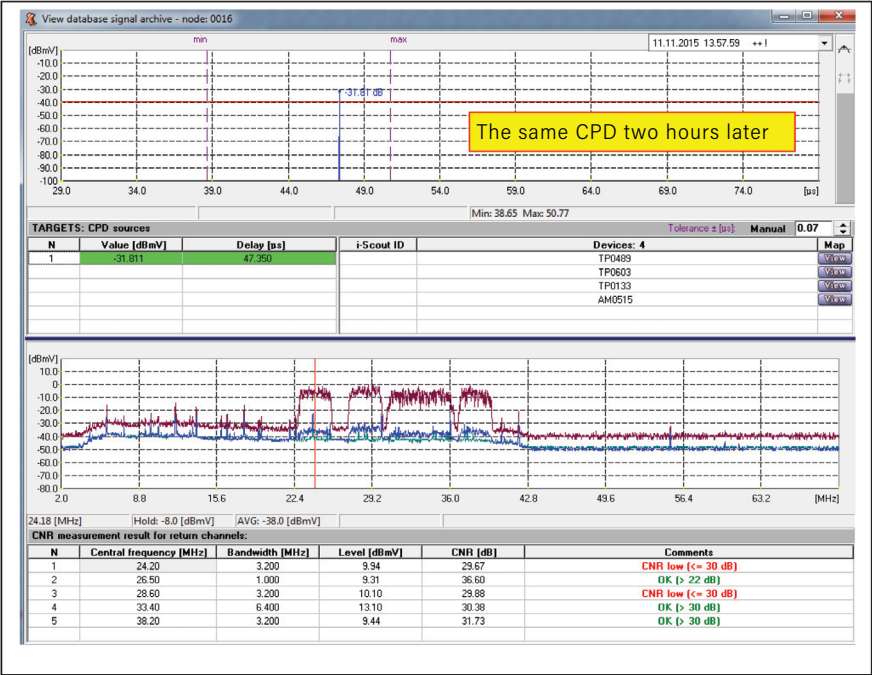 View database signal archive - node: 0016
min max 11.11.2015 13.57.59 ++!
[dBmV]
-10.0
-20.0
-30.0
-31.81 dB
-40.0
-50.0
-60.0
The same CPD two hours later
-70.0
-80.0
-90.0
-100
29.0 34.0 39.0 44.0 49.0 54.0 59.0 64.0 69.0 74.0 [µs]
Min: 38.65 Max: 50.77
TARGETS: CPD sources Tolerance ± [µs]: Manual 0.07
N Value [dBmV] Delay [µs] i-Scout ID Devices: 4 Map
1 -31.811 47.350 TP0489 View
TP0603 View
TP0133 View
AM0515 View
[dBmV]
10.0
0
-10.0
-20.0
-30.0
-40.0
-50.0
-60.0
-80.0
2.0 8.8 15.6 22.4 29.2 36.0 42.8 49.6 56.4 63.2 [MHz]
24.18 [MHz] Hold: -8.0 [dBmV] AVG: -38.0 [dBmV]
CNR measurement result for return channels:
N Central frequency [MHz] Bandwidth [MHz] Level [dBmV] CNR [dB] Comments
1 24.20 3.200 9.94 29.67 CNR low (<= 30 dB)
2 26.50 1.000 9.31 36.60 OK (> 22 dB)
3 28.60 3.200 10.10 29.88 CNR low (<= 30 dB)
4 33.40 6.400 13.10 30.38 OK (> 30 dB)
5 38.20 3.200 9.44 31.73 OK (> 30 dB)